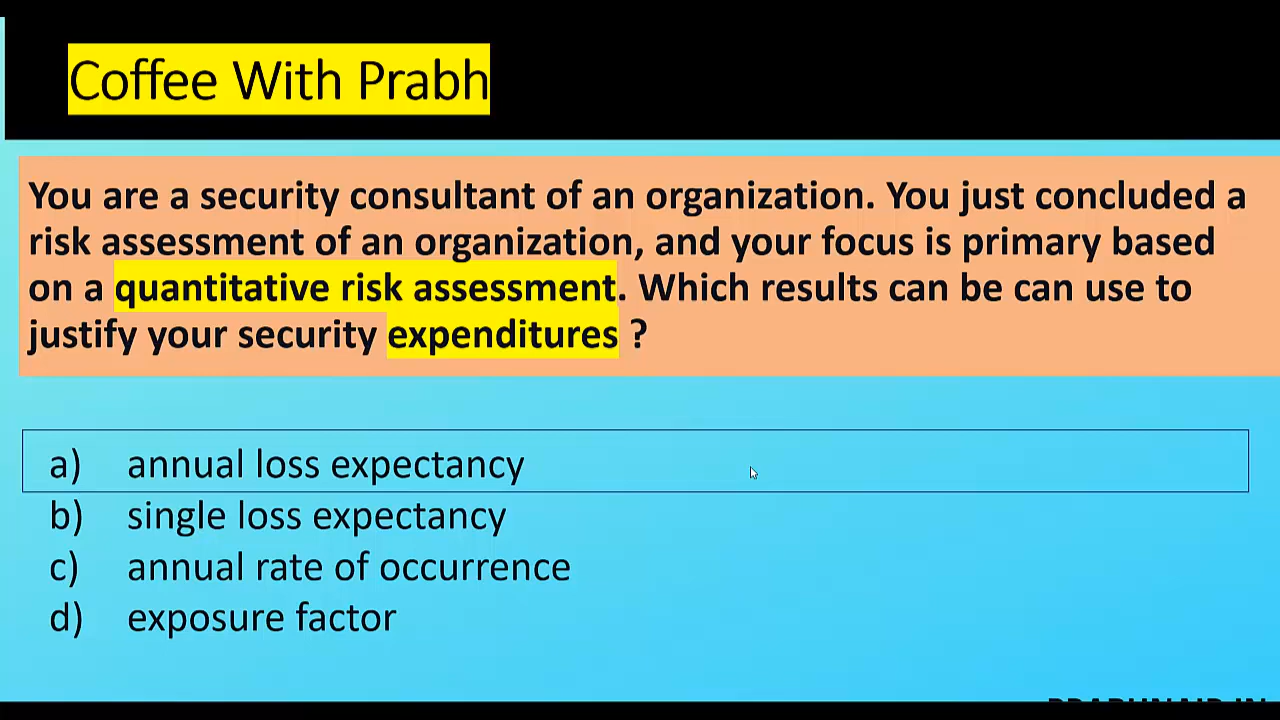 Coffee With Prabh
You are a security consultant of an organization. You just concluded a
risk assessment of an organization, and your focus is primary based
on a quantitative risk assessment. Which results can be can use to
justify your security expenditures ?
a) annual loss expectancy
b) single loss expectancy
c) annual rate of occurrence
d) exposure factor